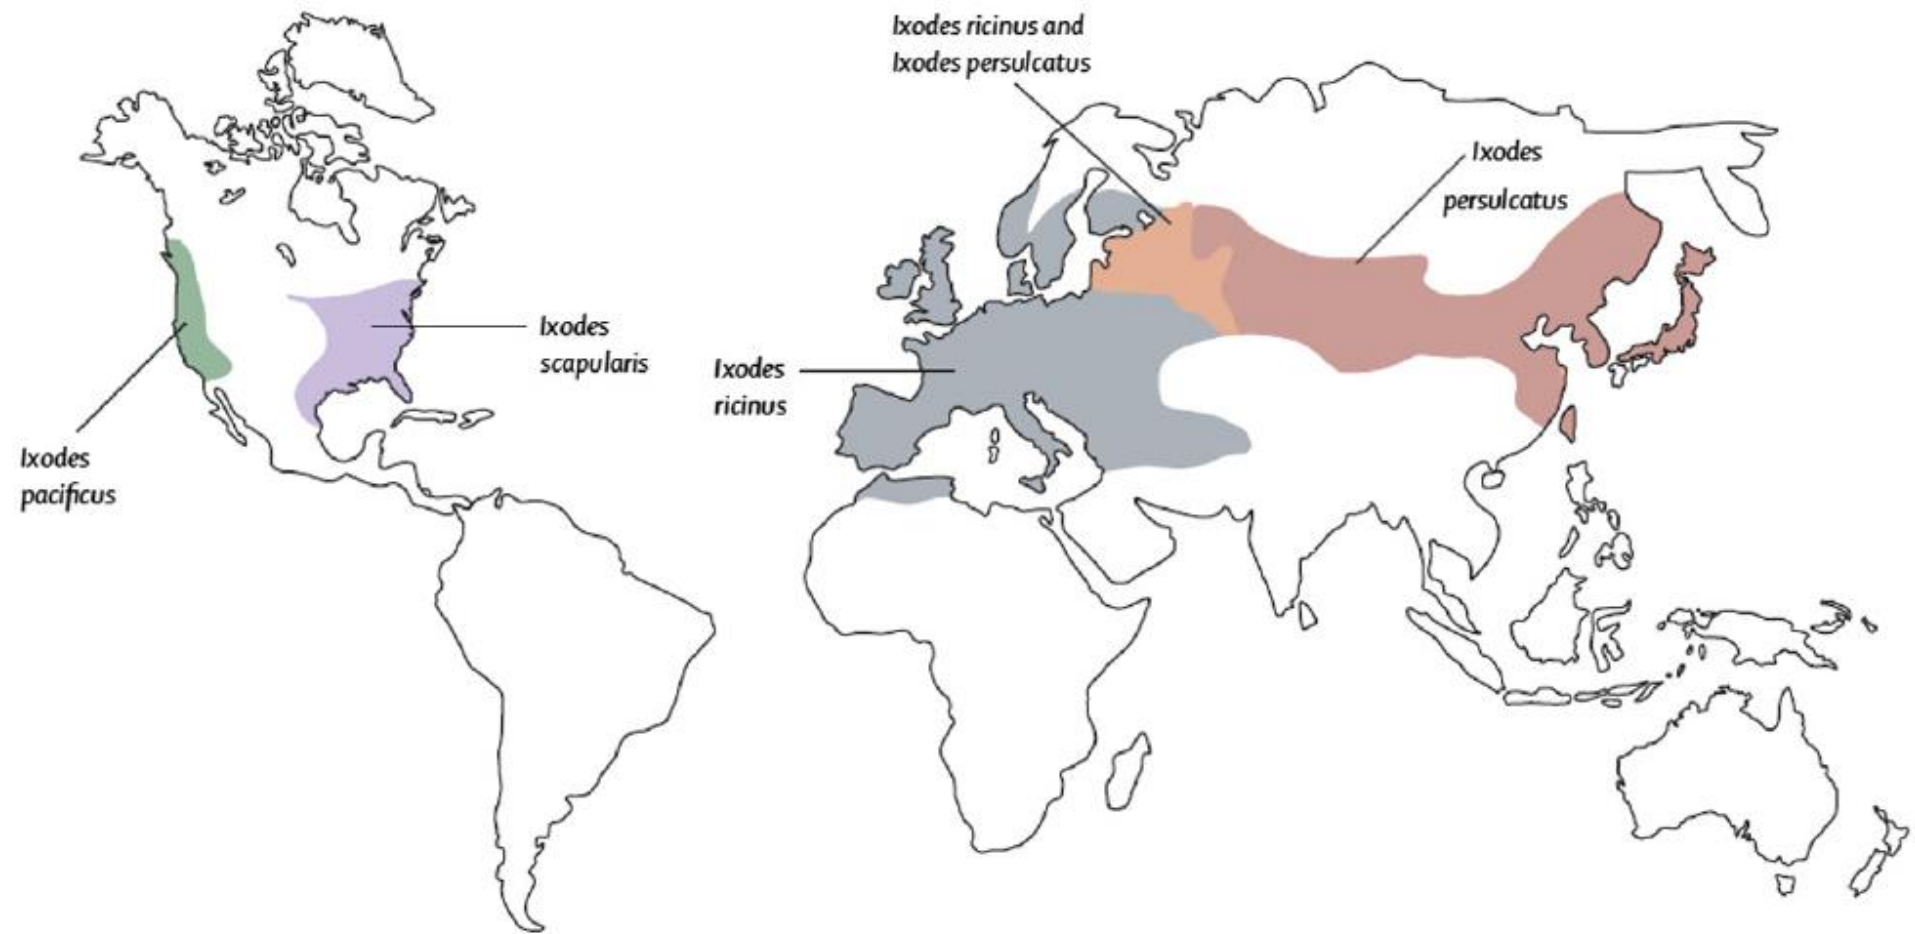 Ixodes ricinus and
Ixodes persulcatus
Ixodes
persulcatus
Ixodes
scapularis
Ixodes
ricinus
Ixodes
pacificus